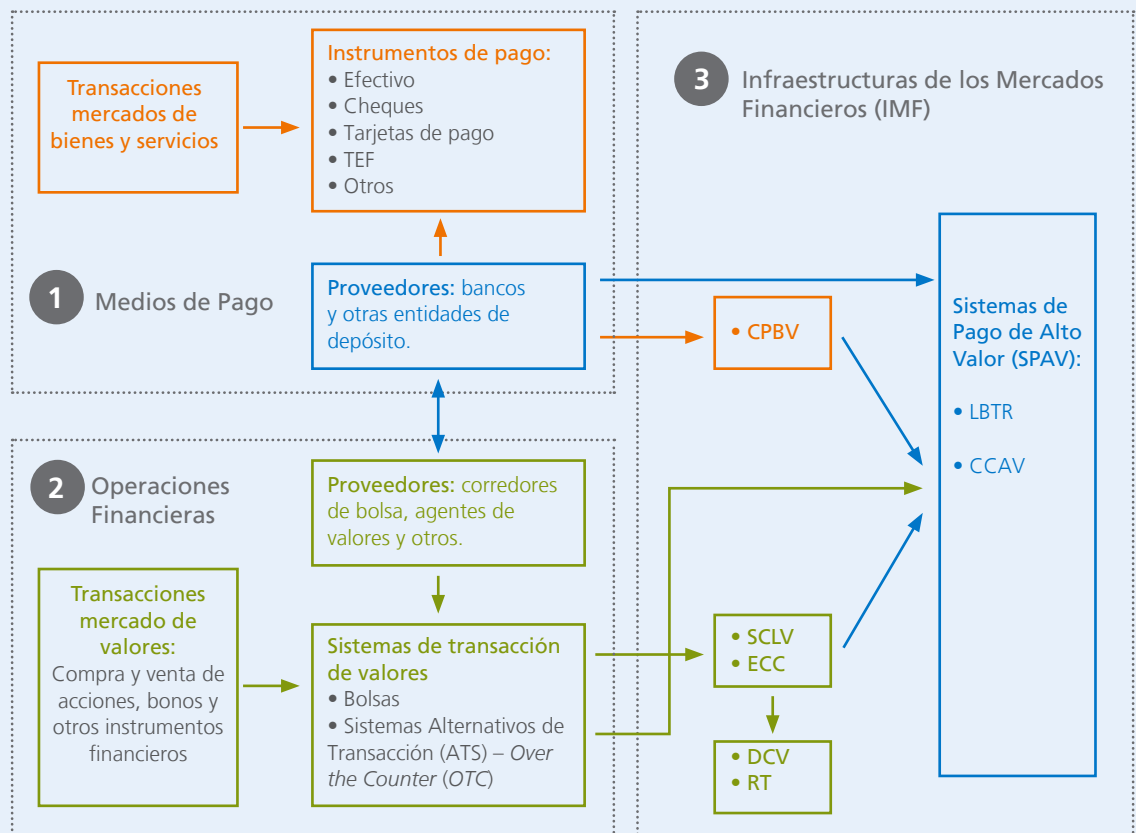 Transacciones
mercados de
bienes y servicios
Instrumentos de pago:
• Efectivo
• Cheques
• Tarjetas de pago
• TEF
• Otros
1
Medios de Pago
Proveedores: bancos
y otras entidades de
depósito.
2
Operaciones
Financieras
Proveedores: corredores
de bolsa, agentes de
valores y otros.
Transacciones
mercado de
valores:
Compra y venta de
acciones, bonos y
otros instrumentos
financieros
Sistemas de transacción
de valores
• Bolsas
• Sistemas Alternativos de
Transacción (ATS) – Over
the Counter (OTC)
3
Infraestructuras de los Mercados
Financieros (IMF)
• CPBV
• SCLV
• ECC
• DCV
• RT
Sistemas de
Pago de Alto
Valor (SPAV):
• LBTR
• CCAV